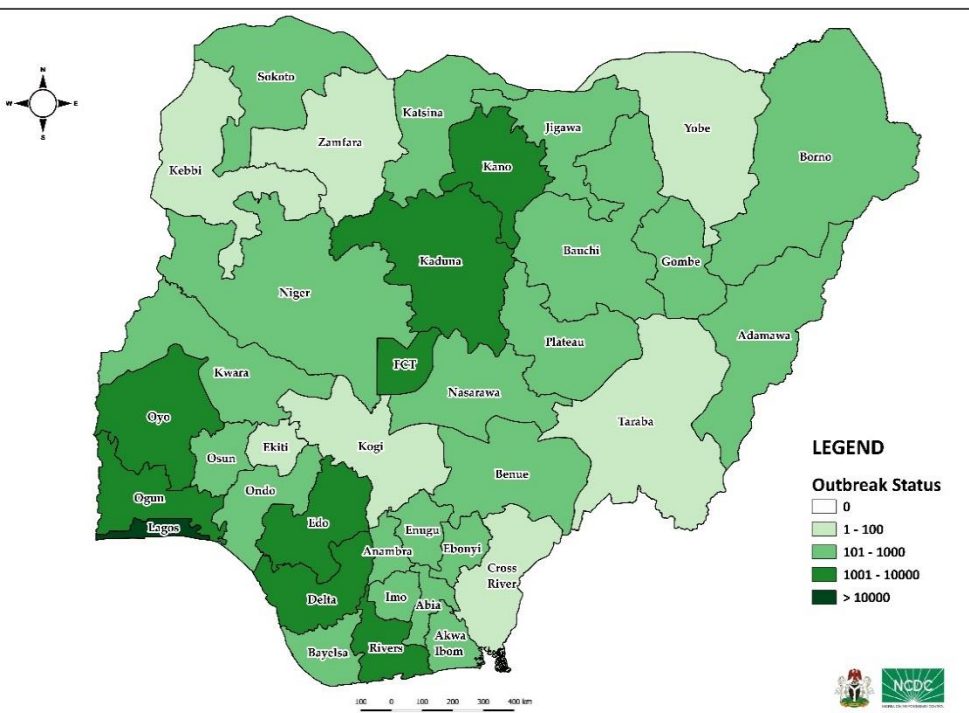 N
W E
S
Sokoto
Katsina
Jigawa
Yobe
Zamfara
Kano
Borno
Kebbi
Bauchi
Gombe
Kaduna
Niger
Adamawa
Plateau
FCT
Kwara
Nasarawa
Oyo
Taraba
Ekiti
Kogi
Osun
Benue
Ondo
Ogun
Edo
Lagos
Enugu
Anambra
Ebonyi
Cross
River
Delta
Imo
Abia
Akwa
Ibom
Rivers
Bayelsa
LEGEND
Outbreak Status
0
1 - 100
101 - 1000
1001 - 10000
> 10000
100 0 100 200 300 400 km
NCDC